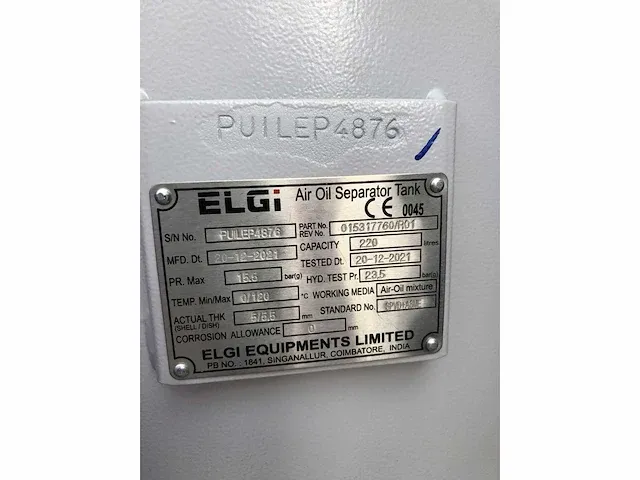 PUILEP4876
ELGi Air Oil Separator Tank
CE 0045
S/N No. PUILEP4876 PART No. REV No. 015317760/R01
MFD. Dt. 20-12-2021 CAPACITY 220 litres
PR. Max 15.5 bar(g) TESTED Dt. 20-12-2021
TEMP. Min/Max 0/120 °C HYD. TEST Pr. 23.5 bar(g)
ACTUAL THK (SHELL / DISH) 5/5.5 mm WORKING MEDIA Air-Oil mixture
CORROSION ALLOWANCE 0 mm STANDARD No.
ELGI EQUIPMENTS LIMITED
PB NO. : 1841, SINGANALLUR, COIMBATORE, INDIA